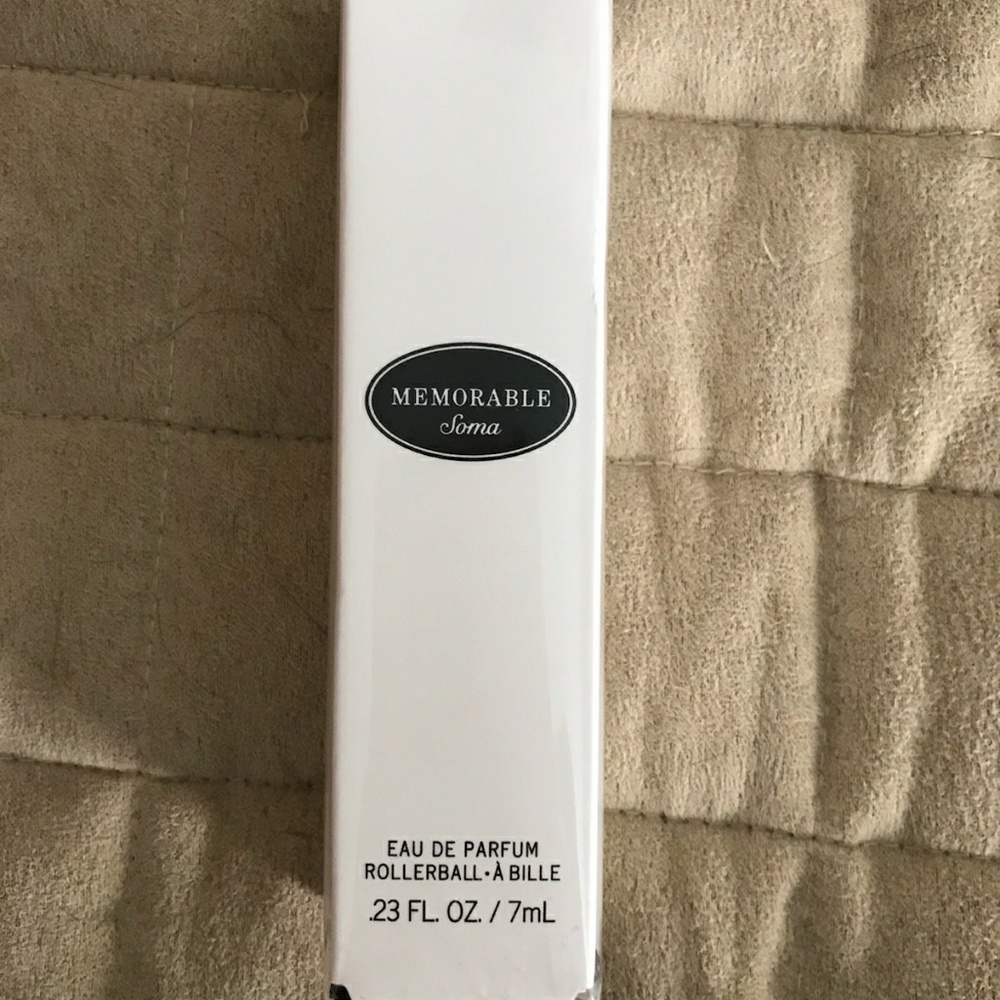 MEMORABLE
Soma
EAU DE PARFUM
ROLLERBALL•À BILLE
.23 FL. OZ. / 7mL